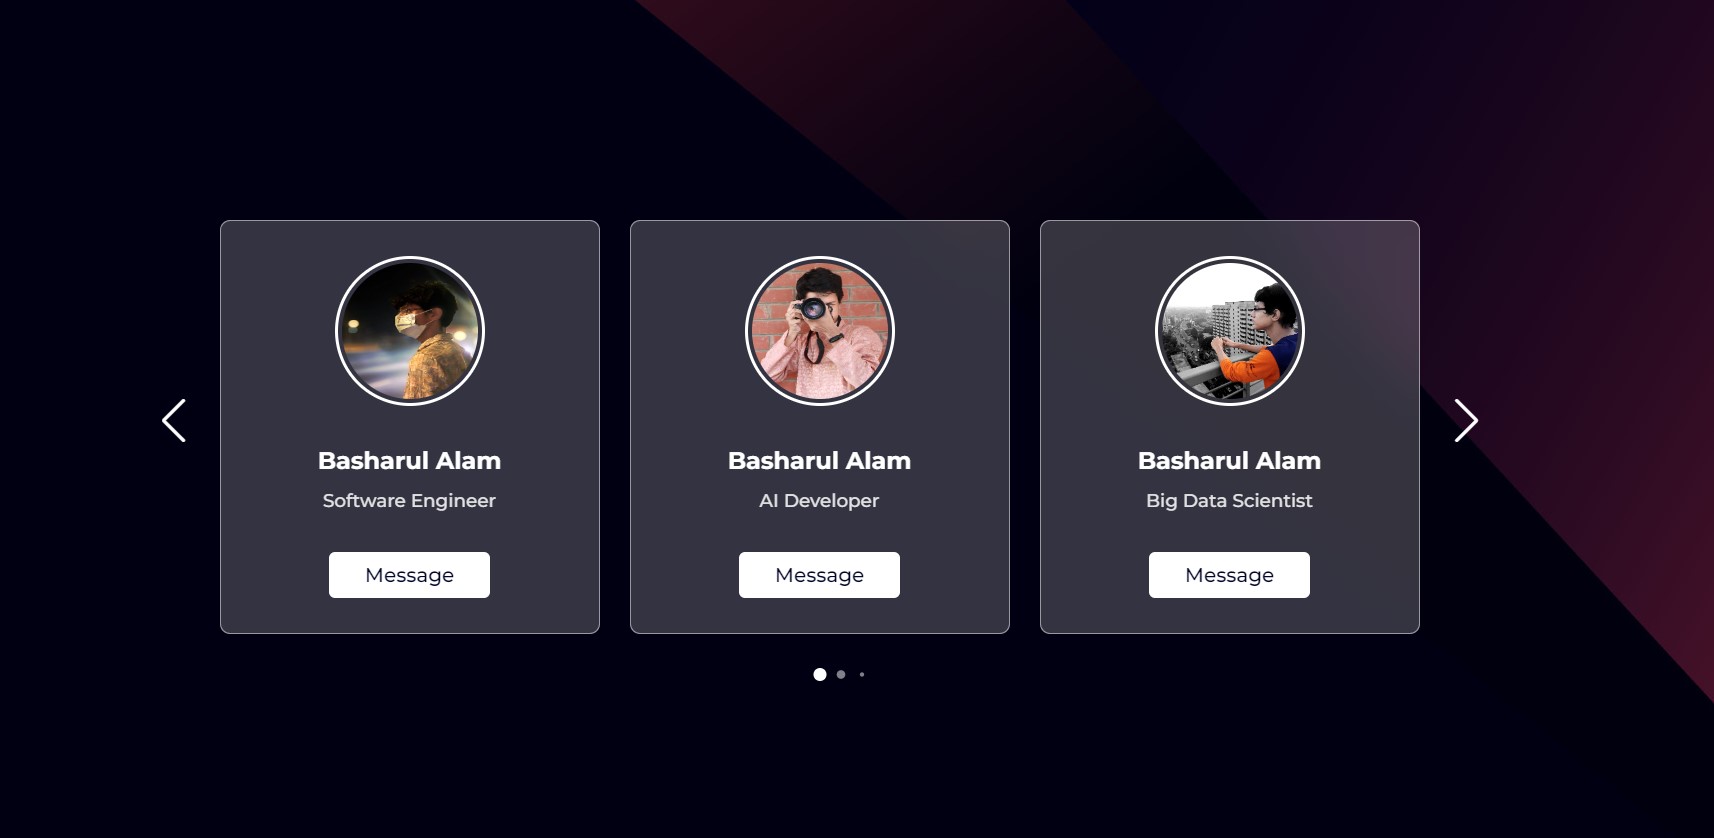 Basharul Alam
Software Engineer
Message
Basharul Alam
AI Developer
Message
Basharul Alam
Big Data Scientist
Message